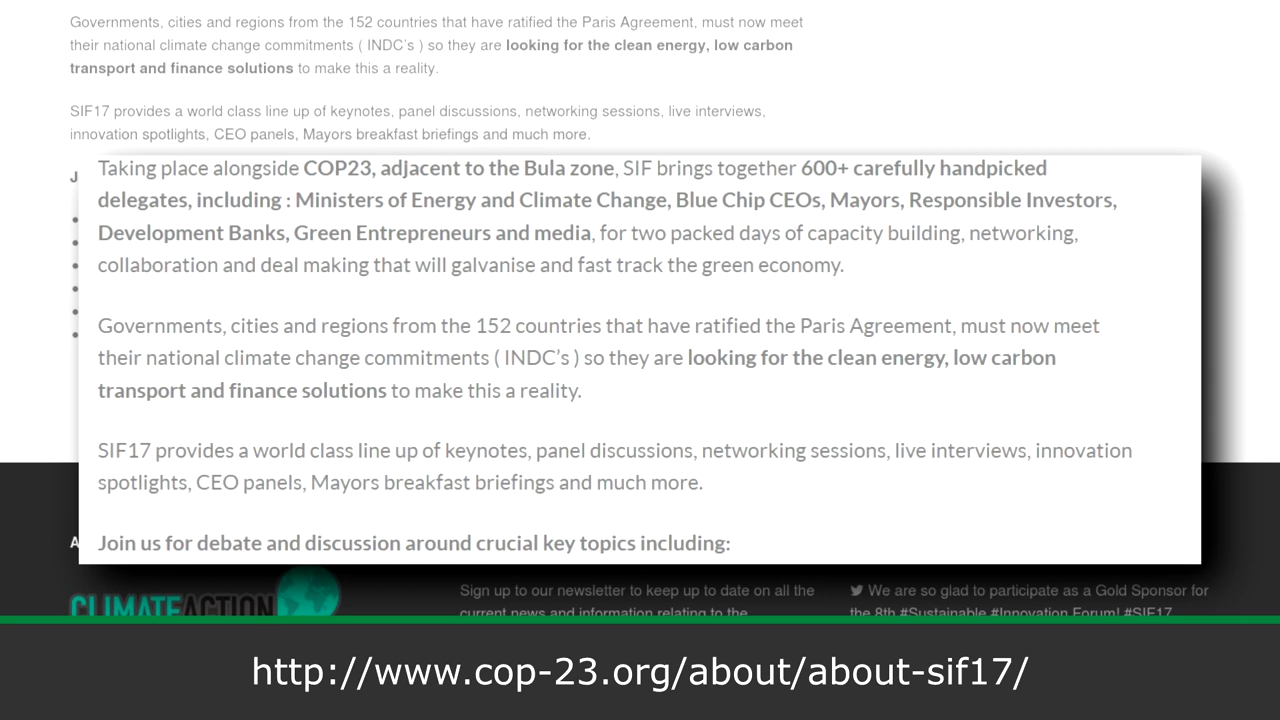 Governments, cities and regions from the 152 countries that have ratified the Paris Agreement, must now meet
their national climate change commitments ( INDC's ) so they are looking for the clean energy, low carbon
transport and finance solutions to make this a reality.
SIF17 provides a world class line up of keynotes, panel discussions, networking sessions, live interviews,
innovation spotlights, CEO panels, Mayors breakfast briefings and much more.
J
Taking place alongside COP23, adjacent to the Bula zone, SIF brings together 600+ carefully handpicked
delegates, including : Ministers of Energy and Climate Change, Blue Chip CEOs, Mayors, Responsible Investors,
Development Banks, Green Entrepreneurs and media, for two packed days of capacity building, networking,
collaboration and deal making that will galvanise and fast track the green economy.
Governments, cities and regions from the 152 countries that have ratified the Paris Agreement, must now meet
their national climate change commitments ( INDC's ) so they are looking for the clean energy, low carbon
transport and finance solutions to make this a reality.
SIF17 provides a world class line up of keynotes, panel discussions, networking sessions, live interviews, innovation
spotlights, CEO panels, Mayors breakfast briefings and much more.
Join us for debate and discussion around crucial key topics including:
A
CLIMATEACTION
Sign up to our newsletter to keep up to date on all the
current news and information relating to the
We are so glad to participate as a Gold Sponsor for
the 8th #Sustainable #Innovation Forum! #SIF17
http://www.cop-23.org/about/about-sif17/